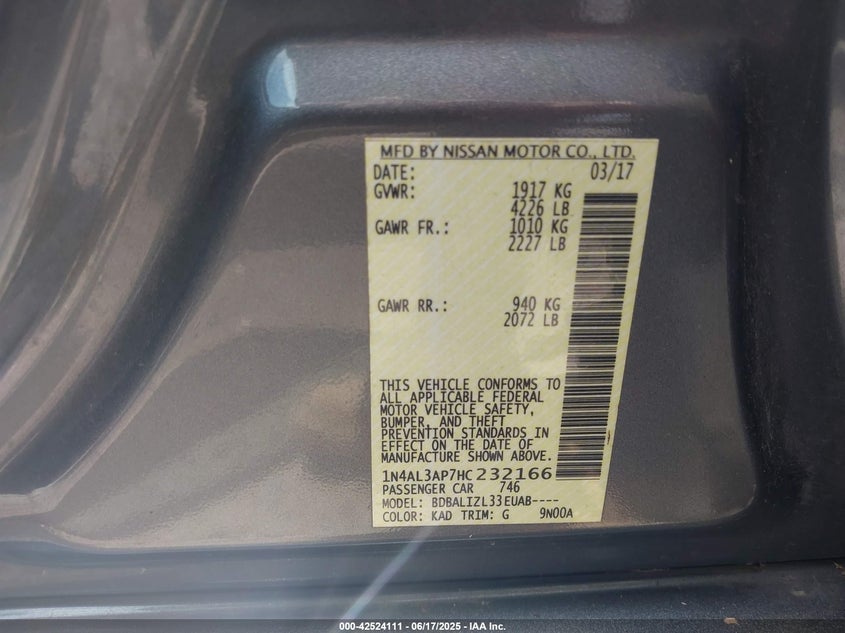 MFD BY NISSAN MOTOR CO., LTD.
DATE: 03/17
GVWR: 1917 KG
4226 LB
GAWR FR.: 1010 KG
2227 LB
GAWR RR.: 940 KG
2072 LB
THIS VEHICLE CONFORMS TO
ALL APPLICABLE FEDERAL
MOTOR VEHICLE SAFETY,
BUMPER, AND THEFT
PREVENTION STANDARDS IN
EFFECT ON THE DATE OF
MANUFACTURE SHOWN ABOVE.
1N4AL3AP7HC232166
PASSENGER CAR 746
MODEL: BDBALIZL33EUAB----
COLOR: KAD TRIM: G 9N00A
000-42524111 - 06/17/2025 - IAA Inc.